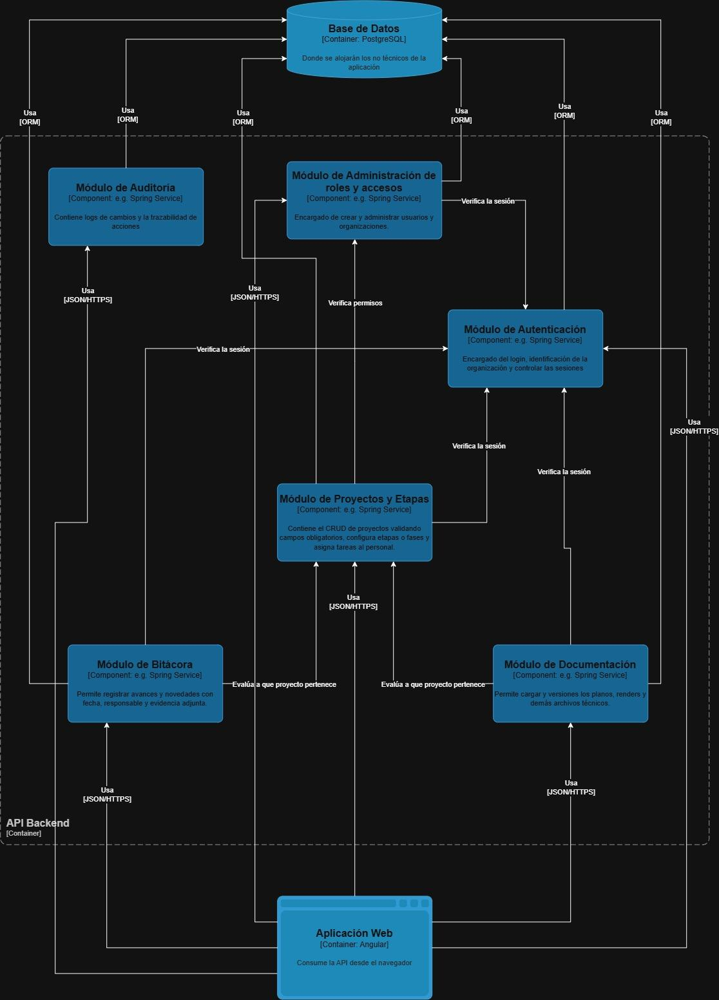 Base de Datos
[Container: PostgreSQL]
Donde se alojarán los no técnicos de la
aplicación
Usa
[ORM]
Usa
[ORM]
Usa
[ORM]
Usa
[ORM]
Usa
[ORM]
Usa
[ORM]
Módulo de Auditoría
[Component: e.g. Spring Service]
Contiene logs de cambios y la trazabilidad de
acciones
Módulo de Administración de
roles y accesos
[Component: e.g. Spring Service]
Encargado de crear y administrar usuarios y
organizaciones.
Verifica la sesión
Usa
[JSON/HTTPS]
Usa
[JSON/HTTPS]
Verifica permisos
Módulo de Autenticación
[Component: e.g. Spring Service]
Encargado del login, identificación de la
organización y controlar las sesiones
Verifica la sesión
Usa
[JSON/HTTPS]
Verifica la sesión
Verifica la sesión
Módulo de Proyectos y Etapas
[Component: e.g. Spring Service]
Contiene el CRUD de proyectos validando
campos obligatorios, configura etapas o fases y
asigna tareas al personal.
Usa
[JSON/HTTPS]
Módulo de Bitácora
[Component: e.g. Spring Service]
Permite registrar avances y novedades con
fecha, responsable y evidencia adjunta.
Evalúa a que proyecto pertenece
Evalúa a que proyecto pertenece
Módulo de Documentación
[Component: e.g. Spring Service]
Permite cargar y versiones los planos, renders y
demás archivos técnicos.
Usa
[JSON/HTTPS]
Usa
[JSON/HTTPS]
API Backend
[Container]
Aplicación Web
[Container: Angular]
Consume la API desde el navegador